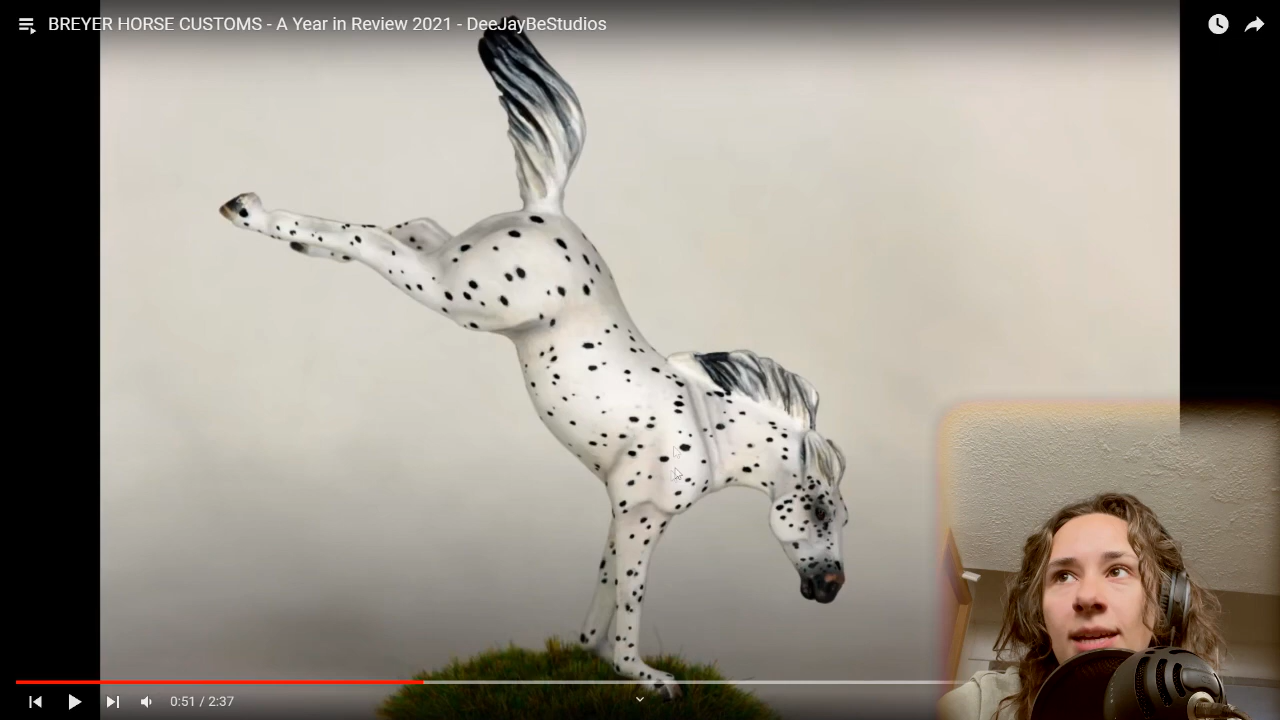 BREYER HORSE CUSTOMS - A Year in Review 2021 - DeeJayBeStudios
0:51 / 2:37